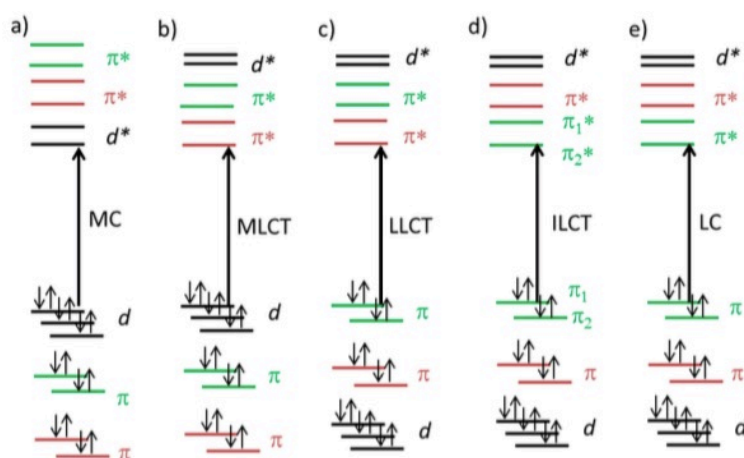 a)
π*
π*
d*
MC
d
π
π
b)
d*
π*
π*
MLCT
d
π
π
c)
d*
π*
π*
LLCT
π
π
d
d)
d*
π*
π₁*
π₂*
ILCT
π₁
π₂
π
d
e)
d*
π*
π*
LC
π
π
d